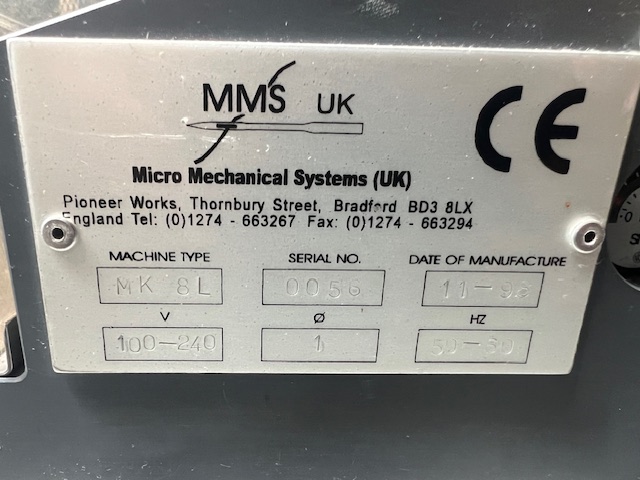 MMS UK
CE
Micro Mechanical Systems (UK)
Pioneer Works, Thornbury Street, Bradford BD3 8LX
England Tel: (0)1274 - 663267 Fax: (0)1274 - 663294
MACHINE TYPE SERIAL NO. DATE OF MANUFACTURE
MK 8L 0056
V Ø HZ
100-240 1 50-60